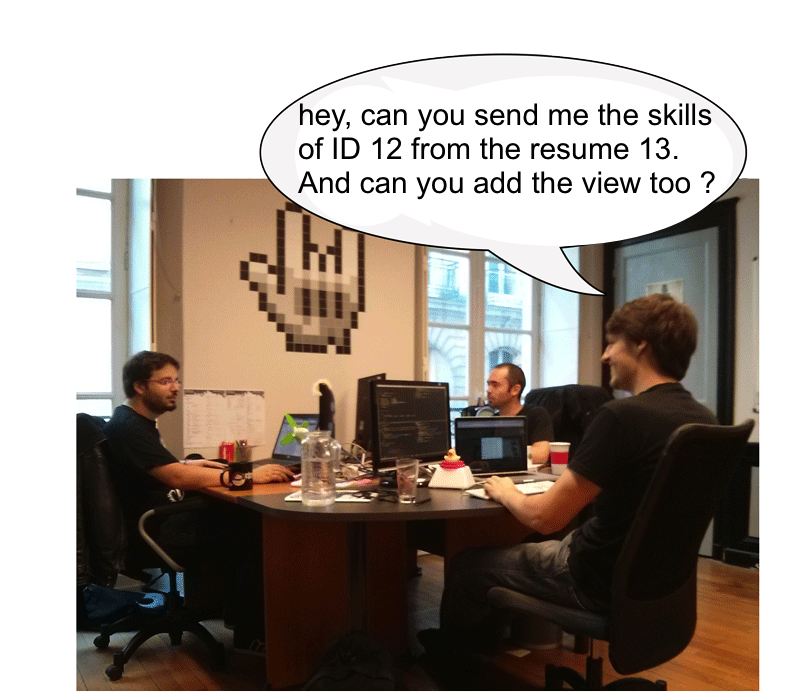 hey, can you send me the skills
of ID 12 from the resume 13.
And can you add the view too ?